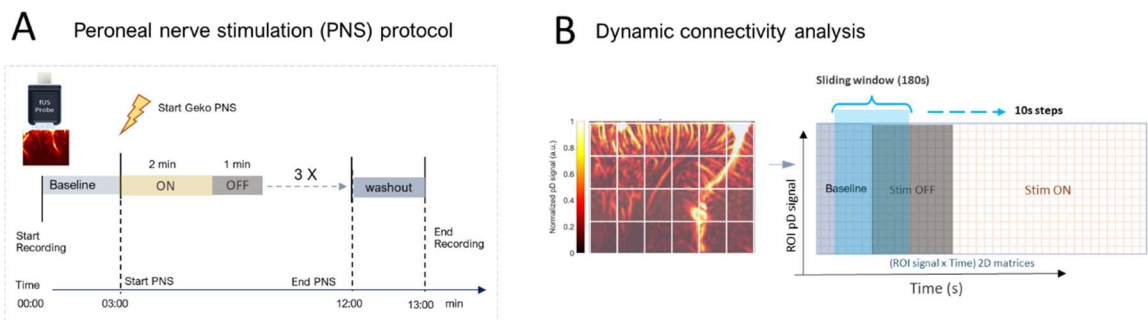 A Peroneal nerve stimulation (PNS) protocol
fUS
Probe
Start Geko PNS
2 min
1 min
Baseline
ON
OFF
3 X
washout
Start
Recording
End
Recording
Time
Start PNS
End PNS
00:00
03:00
12:00
13:00
min
B Dynamic connectivity analysis
Sliding window (180s)
10s steps
Normalized pD signal (a.u.)
1
0.8
0.6
0.4
0.2
0
ROI pD signal
Baseline
Stim OFF
Stim ON
(ROI signal x Time) 2D matrices
Time (s)